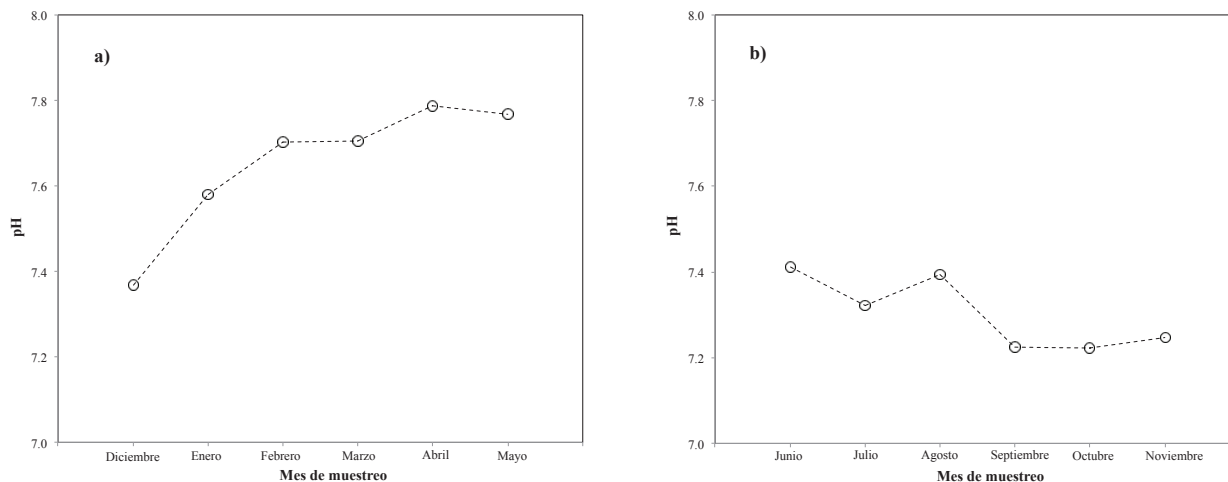 a)
8.0
7.8
7.6
7.4
7.2
7.0
pH
Diciembre Enero Febrero Marzo Abril Mayo
Mes de muestreo
b)
8.0
7.8
7.6
7.4
7.2
7.0
pH
Junio Julio Agosto Septiembre Octubre Noviembre
Mes de muestreo